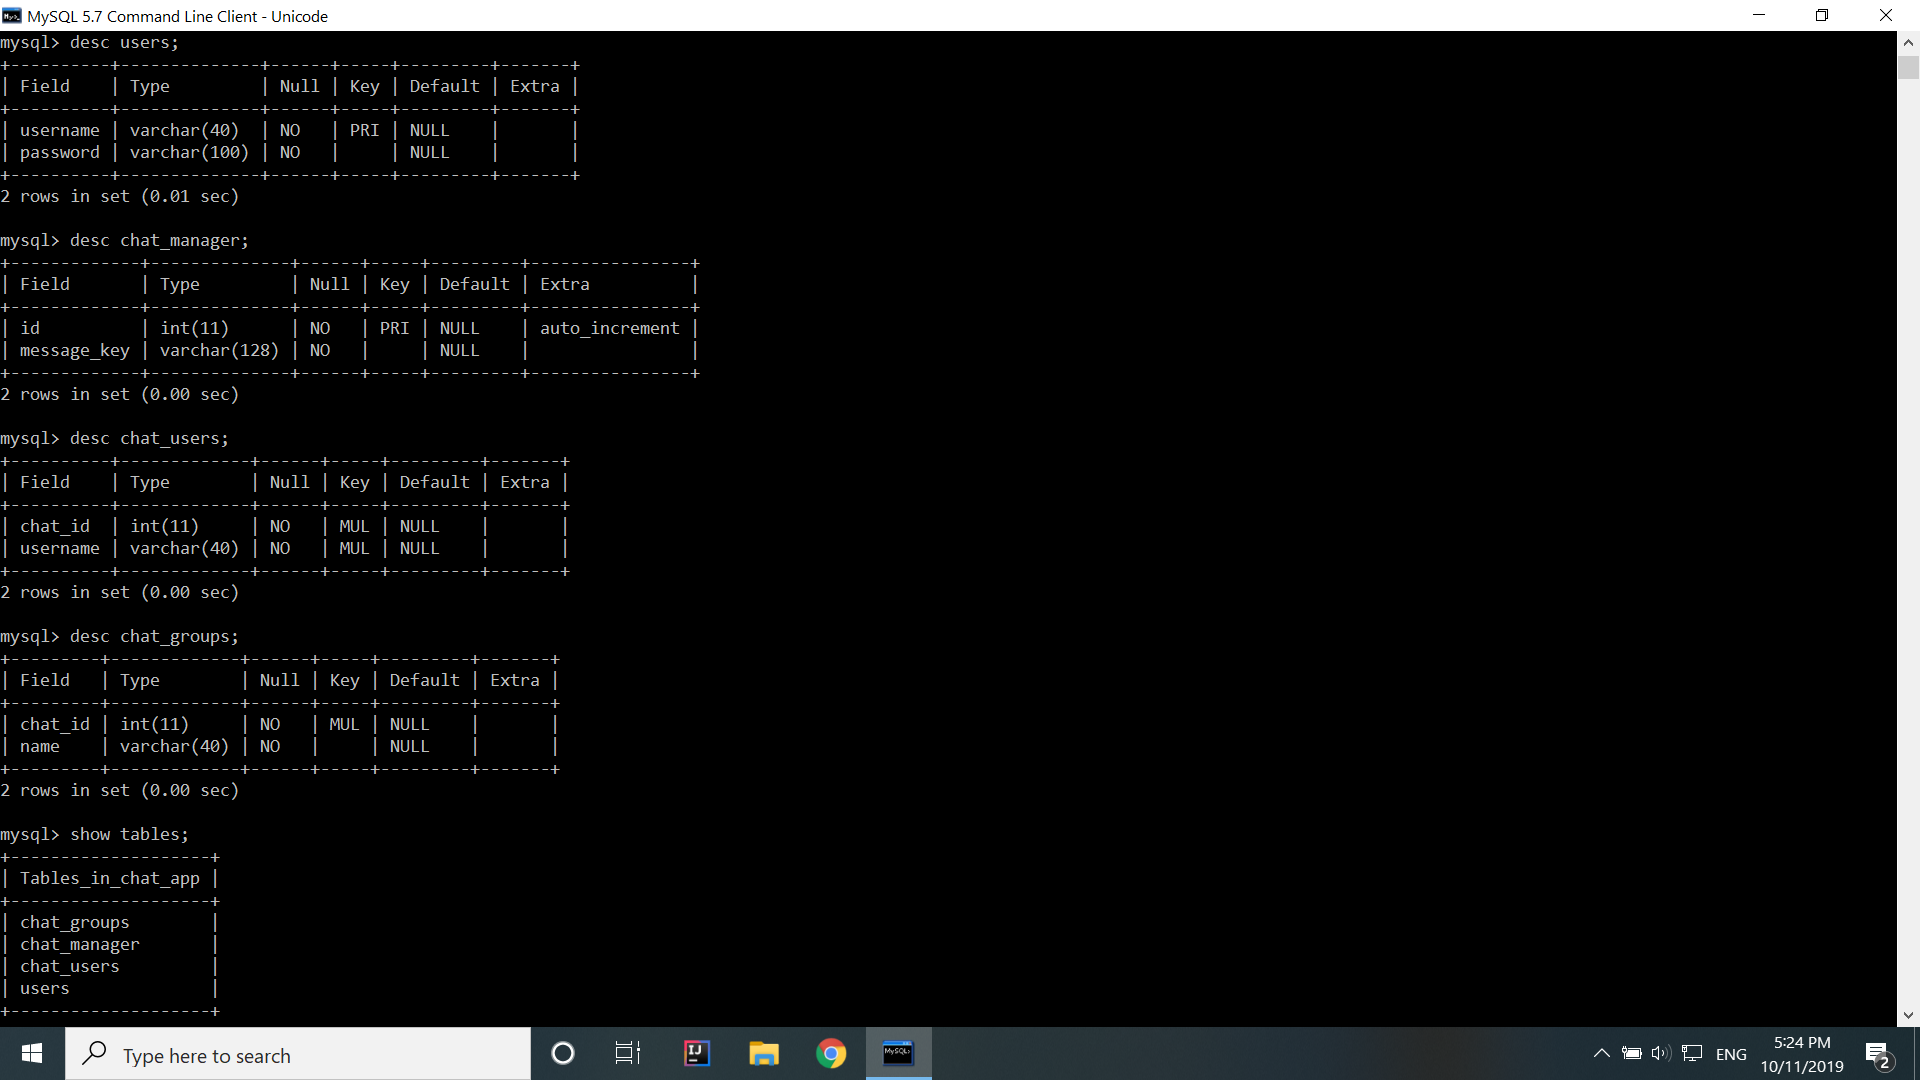 MySQL 5.7 Command Line Client - Unicode
mysql> desc users;
+----------+--------------+------+-----+---------+-------+
| Field    | Type         | Null | Key | Default | Extra |
+----------+--------------+------+-----+---------+-------+
| username | varchar(40)  | NO   | PRI | NULL    |       |
| password | varchar(100) | NO   |     | NULL    |       |
+----------+--------------+------+-----+---------+-------+
2 rows in set (0.01 sec)
mysql> desc chat_manager;
+-------------+--------------+------+-----+---------+----------------+
| Field       | Type         | Null | Key | Default | Extra          |
+-------------+--------------+------+-----+---------+----------------+
| id          | int(11)      | NO   | PRI | NULL    | auto_increment |
| message_key | varchar(128) | NO   |     | NULL    |                |
+-------------+--------------+------+-----+---------+----------------+
2 rows in set (0.00 sec)
mysql> desc chat_users;
+----------+-------------+------+-----+---------+-------+
| Field    | Type        | Null | Key | Default | Extra |
+----------+-------------+------+-----+---------+-------+
| chat_id  | int(11)     | NO   | MUL | NULL    |       |
| username | varchar(40) | NO   | MUL | NULL    |       |
+----------+-------------+------+-----+---------+-------+
2 rows in set (0.00 sec)
mysql> desc chat_groups;
+---------+-------------+------+-----+---------+-------+
| Field   | Type        | Null | Key | Default | Extra |
+---------+-------------+------+-----+---------+-------+
| chat_id | int(11)     | NO   | MUL | NULL    |       |
| name    | varchar(40) | NO   |     | NULL    |       |
+---------+-------------+------+-----+---------+-------+
2 rows in set (0.00 sec)
mysql> show tables;
+--------------------+
| Tables_in_chat_app |
+--------------------+
| chat_groups        |
| chat_manager       |
| chat_users         |
| users              |
+--------------------+
Type here to search
IJ
MySQL>
ENG
5:24 PM
10/11/2019
2